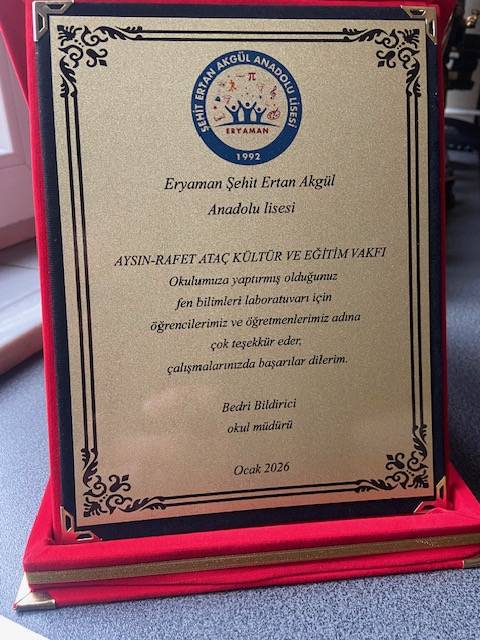 ŞEHİT ERTAN AKGÜL ANADOLU LİSESİ
π
ERYAMAN
1992
Eryaman Şehit Ertan Akgül
Anadolu lisesi
AYSIN-RAFET ATAÇ KÜLTÜR VE EĞİTİM VAKFI
Okulumuza yaptırmış olduğunuz
fen bilimleri laboratuvarı için
öğrencilerimiz ve öğretmenlerimiz adına
çok teşekkür eder,
çalışmalarınızda başarılar dilerim.
Bedri Bildirici
okul müdürü
Ocak 2026